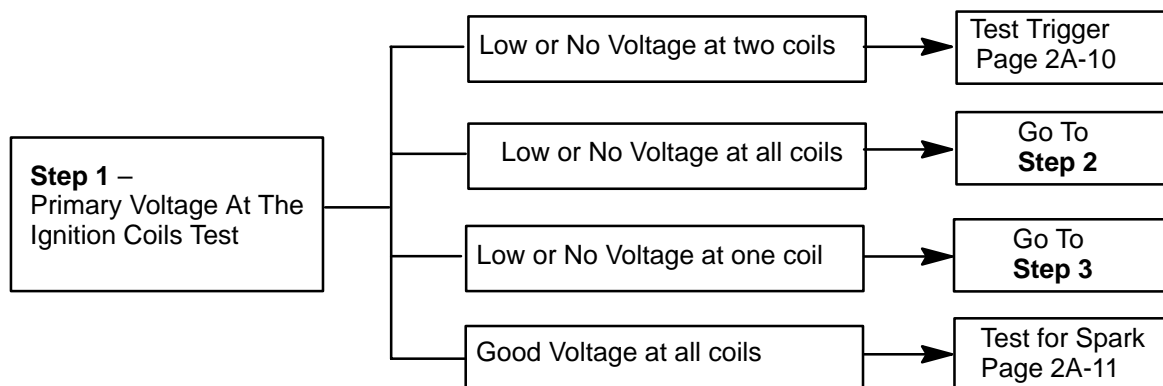 Low or No Voltage at two coils
Test Trigger
Page 2A-10
Step 1 –
Primary Voltage At The
Ignition Coils Test
Low or No Voltage at all coils
Go To
Step 2
Low or No Voltage at one coil
Go To
Step 3
Good Voltage at all coils
Test for Spark
Page 2A-11